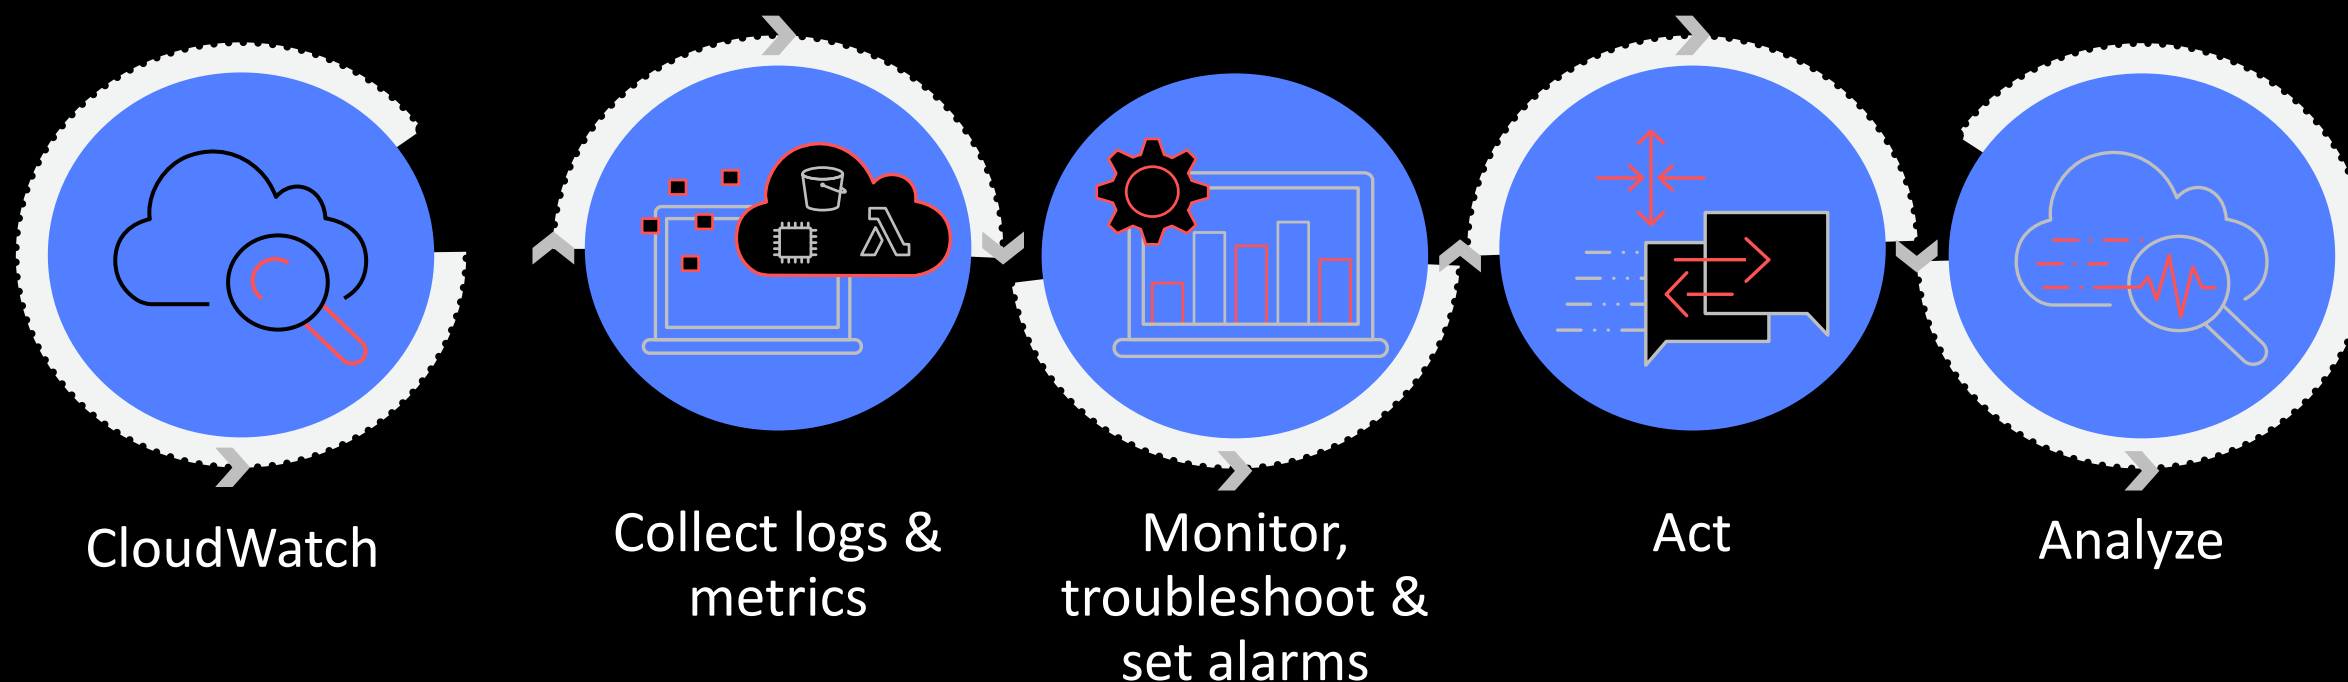 CloudWatch
Collect logs &
metrics
Monitor,
troubleshoot &
set alarms
Act
Analyze